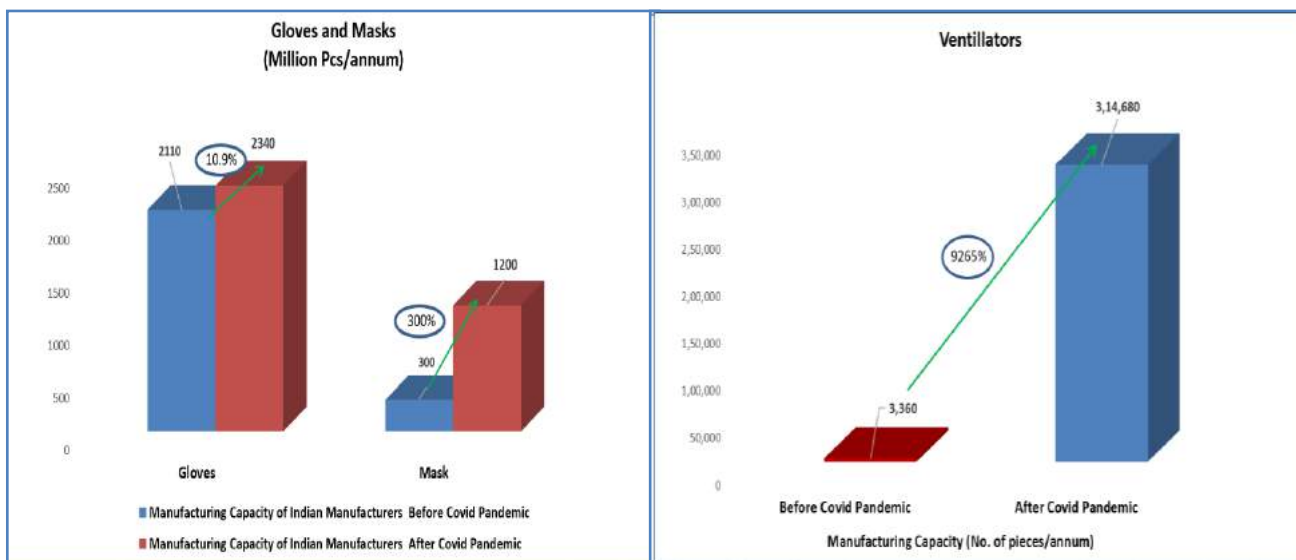 Gloves and Masks
(Million Pcs/annum)
2110
10.9%
2340
2500
2000
1500
1000
500
0
300%
300
1200
Gloves
Mask
Manufacturing Capacity of Indian Manufacturers Before Covid Pandemic
Manufacturing Capacity of Indian Manufacturers After Covid Pandemic
Ventillators
3,14,680
3,50,000
3,00,000
2,50,000
2,00,000
1,50,000
1,00,000
50,000
0
9265%
3,360
Before Covid Pandemic
After Covid Pandemic
Manufacturing Capacity (No. of pieces/annum)